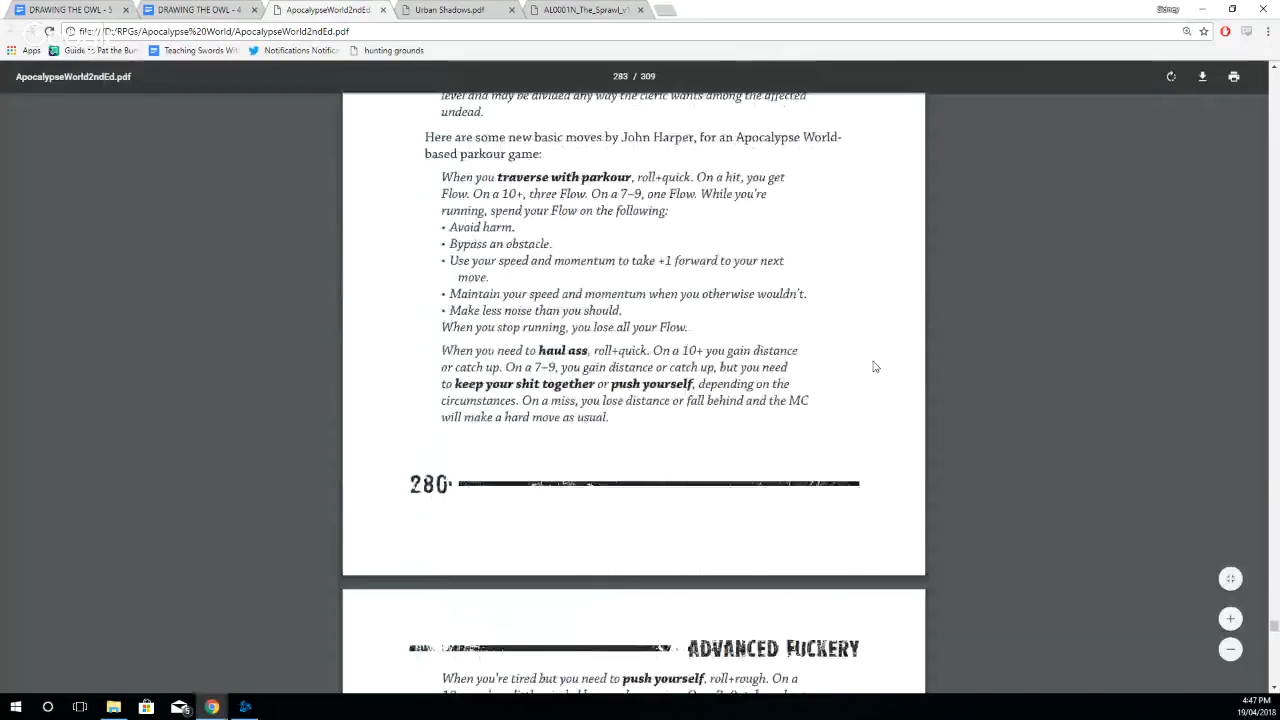 DRAWING THE OWL - 5
DRAWING THE OWL - 4
ApocalypseWorld2ndEd.
Urban Shadows.pdf
AL0001N_The_Sprawl_v1
Sidney
file:///D:/RPGs/Apocalypse%20World/ApocalypseWorld2ndEd.pdf
Apps
Guide to Pat the Bun
Teaching Swords Wit
Notifications Notifica
hunting grounds
ApocalypseWorld2ndEd.pdf
283 / 309
level and may be divided any way the cleric wants among the affected
undead.
Here are some new basic moves by John Harper, for an Apocalypse World-
based parkour game:
When you traverse with parkour, roll+quick. On a hit, you get
Flow. On a 10+, three Flow. On a 7–9, one Flow. While you're
running, spend your Flow on the following:
• Avoid harm.
• Bypass an obstacle.
• Use your speed and momentum to take +1 forward to your next
move.
• Maintain your speed and momentum when you otherwise wouldn't.
• Make less noise than you should.
When you stop running, you lose all your Flow.
When you need to haul ass, roll+quick. On a 10+ you gain distance
or catch up. On a 7–9, you gain distance or catch up, but you need
to keep your shit together or push yourself, depending on the
circumstances. On a miss, you lose distance or fall behind and the MC
will make a hard move as usual.
280
ADVANCED FUCKERY
When you're tired but you need to push yourself, roll+rough. On a
4:47 PM
19/04/2018